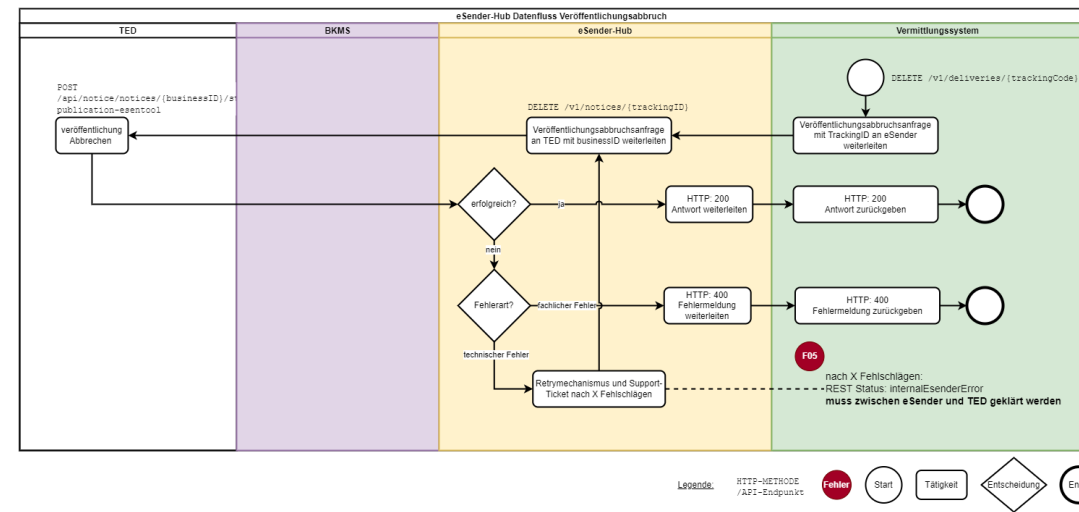 eSender-Hub Datenfluss Veröffentlichungsabbruch
TED
BKMS
eSender-Hub
Vermittlungssystem
DELETE /v1/deliveries/{trackingCode}
POST
/api/notice/notices/{businessID}/st
publication-esentool
DELETE /v1/notices/{trackingID}
veröffentlichung
Abbrechen
Veröffentlichungsabbruchsanfrage
an TED mit businessID weiterleiten
Veröffentlichungsabbruchsanfrage
mit TrackingID an eSender
weiterleiten
erfolgreich?
ja
HTTP: 200
Antwort weiterleiten
HTTP: 200
Antwort zurückgeben
nein
Fehlerart?
fachlicher Fehler
HTTP: 400
Fehlermeldung
weiterleiten
HTTP: 400
Fehlermeldung zurückgeben
technischer Fehler
F05
Retrymechanismus und Support-
Ticket nach X Fehlschlägen
nach X Fehlschlägen:
REST Status: internalEsenderError
muss zwischen eSender und TED geklärt werden
Legende:
HTTP-METHODE
/API-Endpunkt
Fehler
Start
Tätigkeit
Entscheidung
En